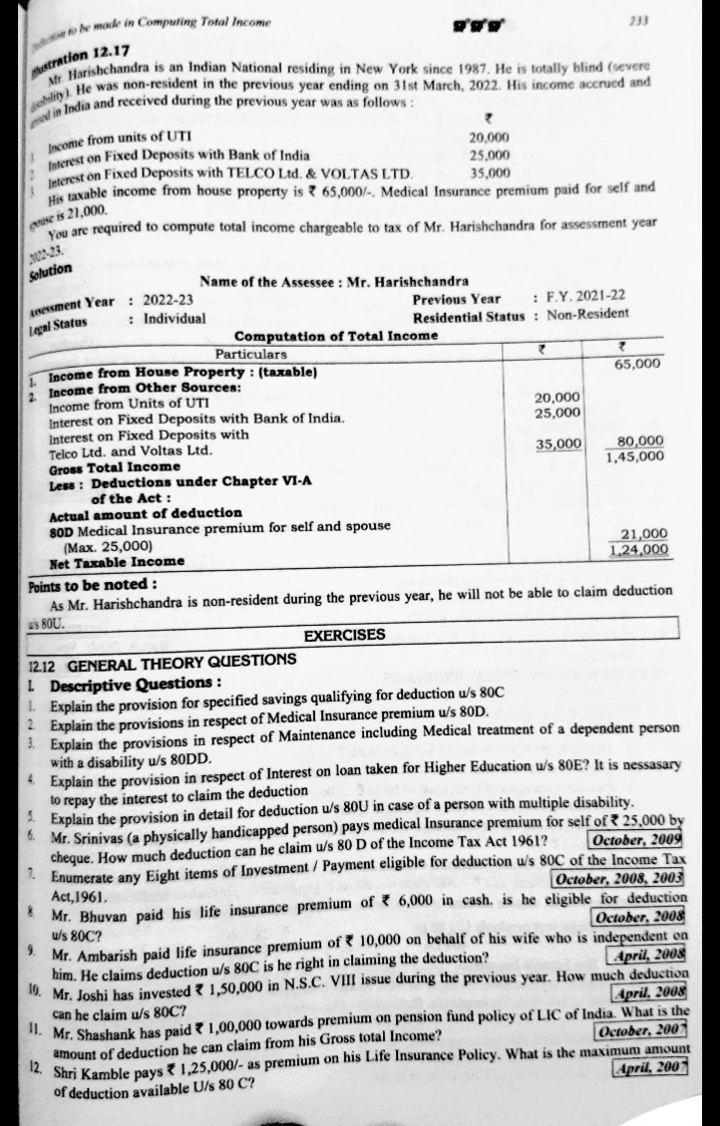 to be made in Computing Total Income
233
Illustration 12.17
Mr. Harishchandra is an Indian National residing in New York since 1987. He is totally blind (severe
disability). He was non-resident in the previous year ending on 31st March, 2022. His income accrued and
in India and received during the previous year was as follows :
₹
1 Income from units of UTI 20,000
2 Interest on Fixed Deposits with Bank of India 25,000
3 Interest on Fixed Deposits with TELCO Ltd. & VOLTAS LTD. 35,000
His taxable income from house property is ₹ 65,000/-. Medical Insurance premium paid for self and
spouse is 21,000.
You are required to compute total income chargeable to tax of Mr. Harishchandra for assessment year
2022-23.
Solution
Name of the Assessee : Mr. Harishchandra
Assessment Year : 2022-23 Previous Year : F.Y. 2021-22
Legal Status : Individual Residential Status : Non-Resident
Computation of Total Income
Particulars ₹ ₹
1. Income from House Property : (taxable) 65,000
2. Income from Other Sources:
Income from Units of UTI 20,000
Interest on Fixed Deposits with Bank of India. 25,000
Interest on Fixed Deposits with
Telco Ltd. and Voltas Ltd. 35,000 80,000
Gross Total Income 1,45,000
Less : Deductions under Chapter VI-A
of the Act :
Actual amount of deduction
80D Medical Insurance premium for self and spouse
(Max. 25,000) 21,000
Net Taxable Income 1,24,000
Points to be noted :
As Mr. Harishchandra is non-resident during the previous year, he will not be able to claim deduction
u/s 80U.
EXERCISES
12.12 GENERAL THEORY QUESTIONS
I. Descriptive Questions :
1. Explain the provision for specified savings qualifying for deduction u/s 80C
2. Explain the provisions in respect of Medical Insurance premium u/s 80D.
3. Explain the provisions in respect of Maintenance including Medical treatment of a dependent person
with a disability u/s 80DD.
4. Explain the provision in respect of Interest on loan taken for Higher Education u/s 80E? It is nessasary
to repay the interest to claim the deduction
5. Explain the provision in detail for deduction u/s 80U in case of a person with multiple disability.
6. Mr. Srinivas (a physically handicapped person) pays medical Insurance premium for self of ₹ 25,000 by
cheque. How much deduction can he claim u/s 80 D of the Income Tax Act 1961? October, 2009
7. Enumerate any Eight items of Investment / Payment eligible for deduction u/s 80C of the Income Tax
Act,1961. October, 2008, 2003
8. Mr. Bhuvan paid his life insurance premium of ₹ 6,000 in cash. is he eligible for deduction
u/s 80C? October, 2008
9. Mr. Ambarish paid life insurance premium of ₹ 10,000 on behalf of his wife who is independent on
him. He claims deduction u/s 80C is he right in claiming the deduction? April, 2008
10. Mr. Joshi has invested ₹ 1,50,000 in N.S.C. VIII issue during the previous year. How much deduction
can he claim u/s 80C? April, 2008
11. Mr. Shashank has paid ₹ 1,00,000 towards premium on pension fund policy of LIC of India. What is the
amount of deduction he can claim from his Gross total Income? October, 2007
12. Shri Kamble pays ₹ 1,25,000/- as premium on his Life Insurance Policy. What is the maximum amount
of deduction available U/s 80 C? April, 2007